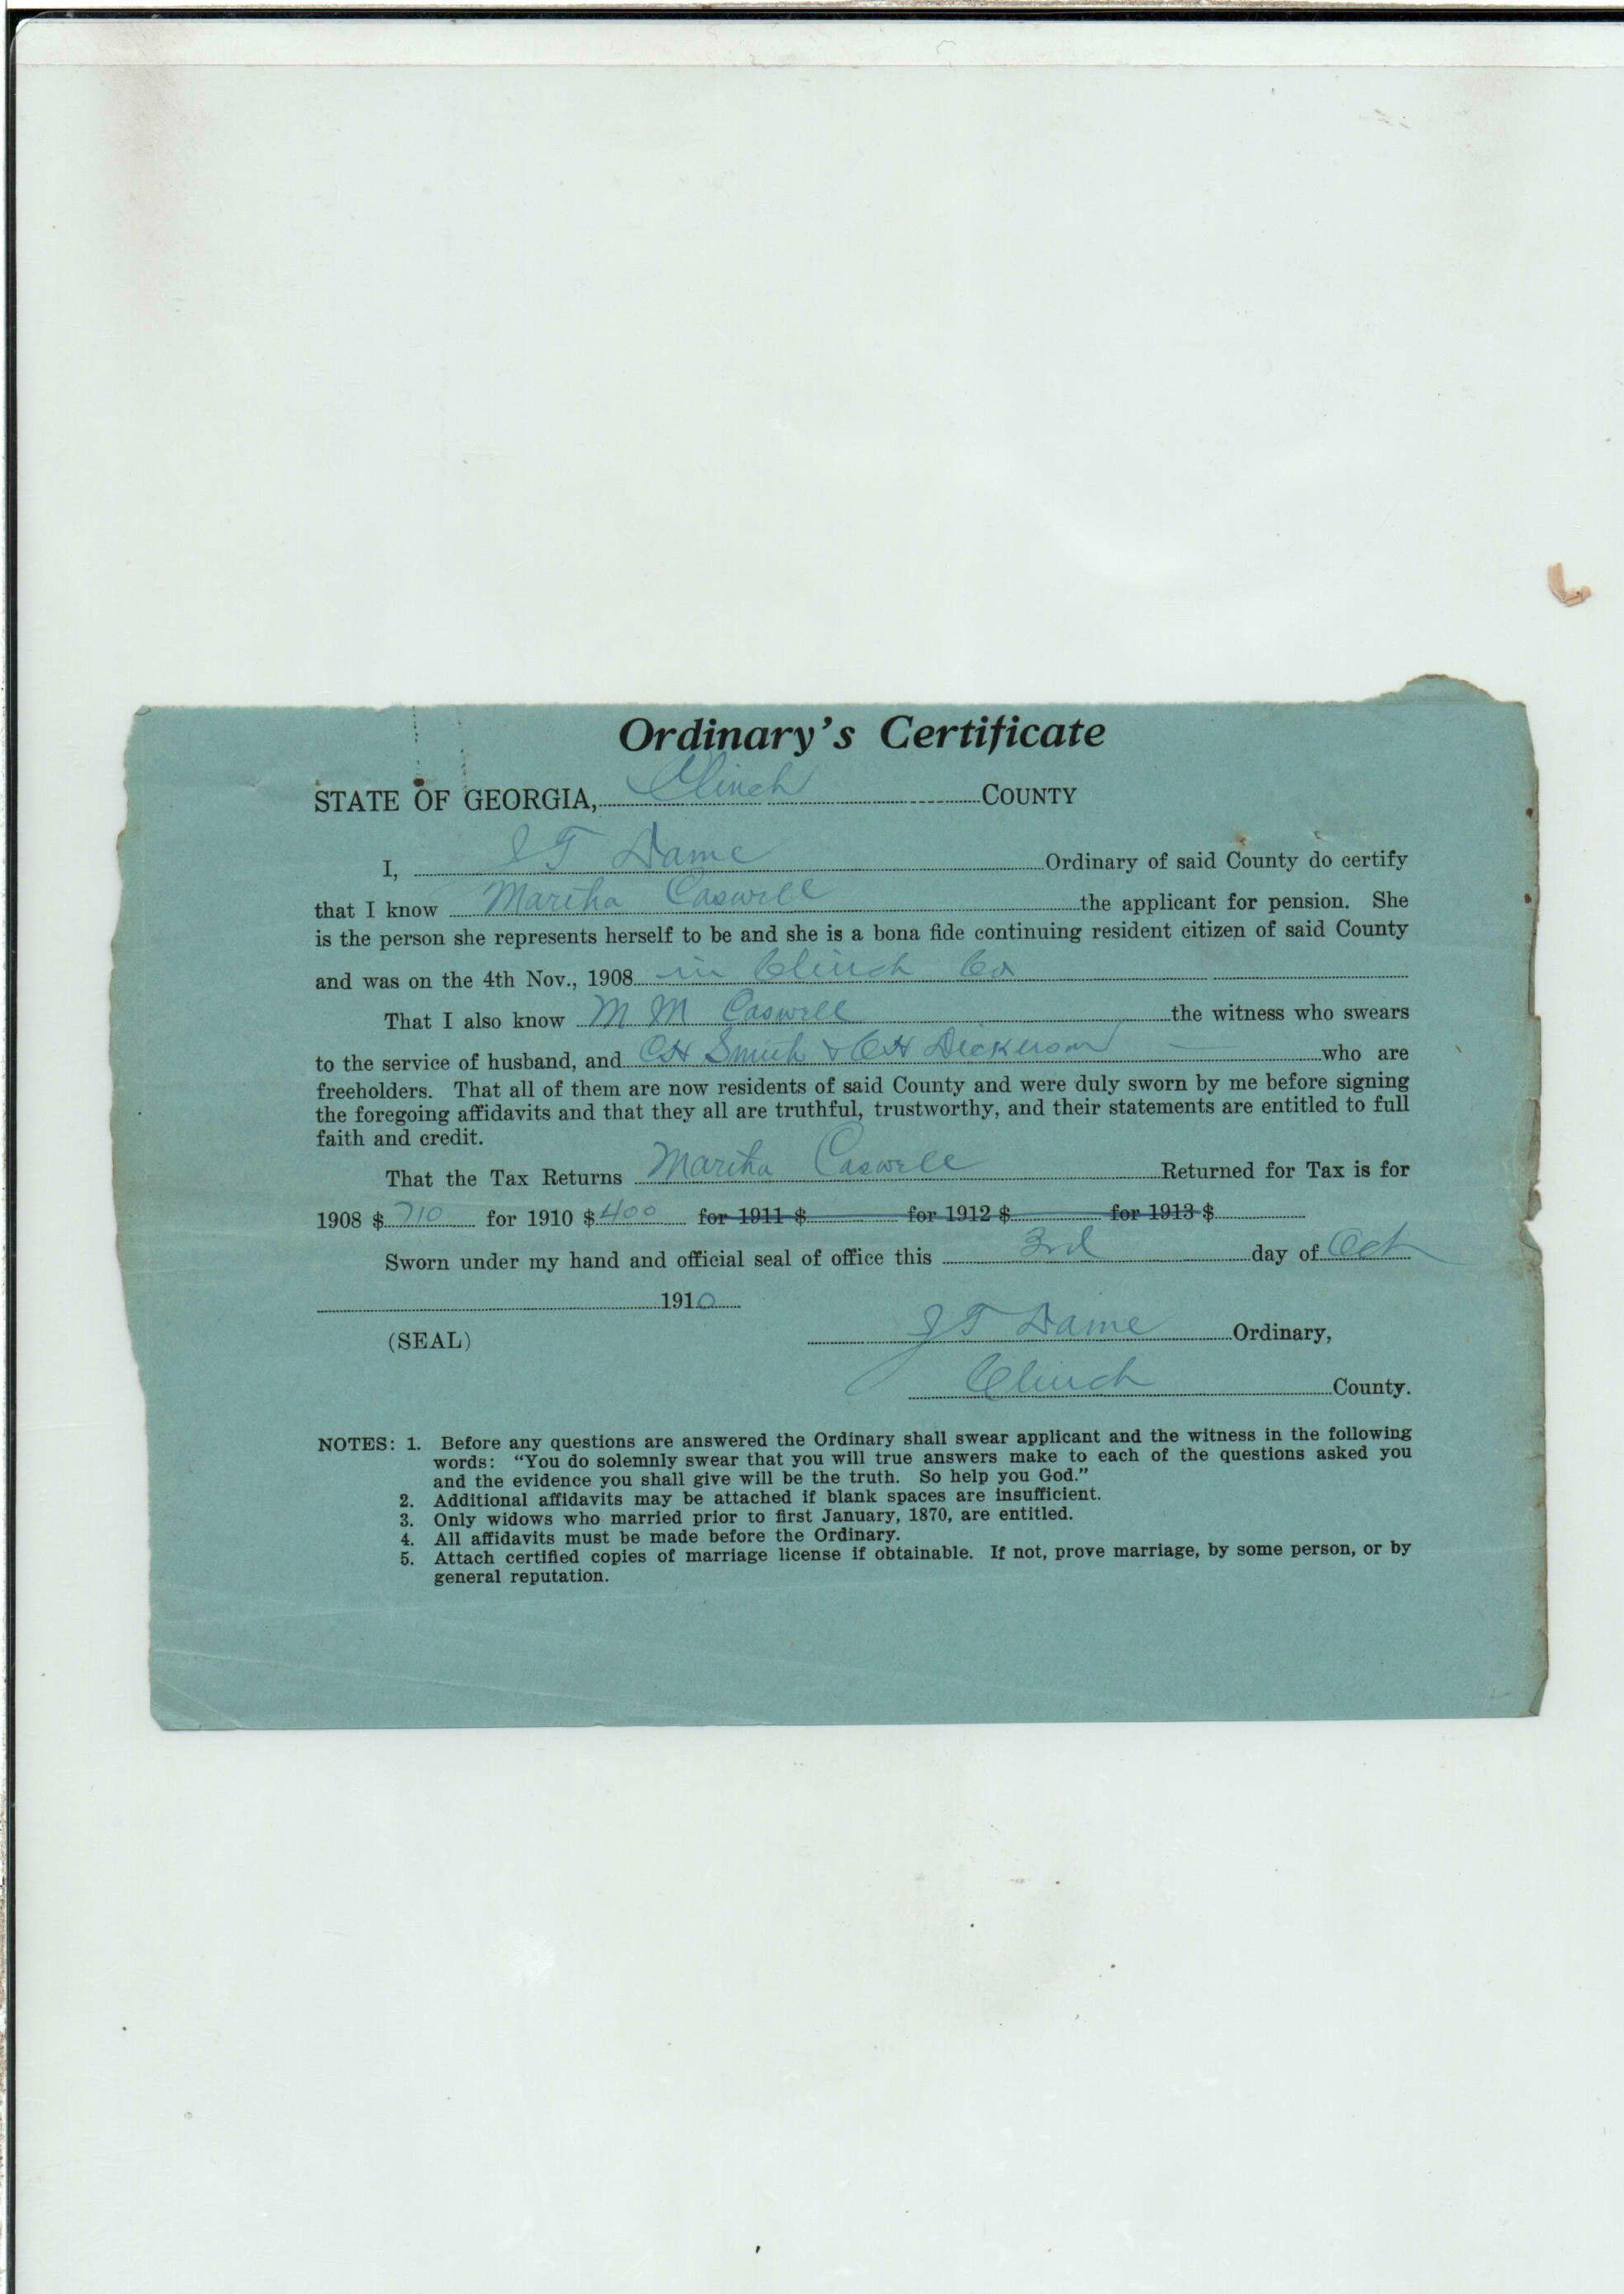 Ordinary's Certificate
STATE OF GEORGIA, Clinch COUNTY
I, J T Dame Ordinary of said County do certify
that I know Martha Caswell the applicant for pension. She
is the person she represents herself to be and she is a bona fide continuing resident citizen of said County
and was on the 4th Nov., 1908 in Clinch Co
That I also know M M Caswell the witness who swears
to the service of husband, and CH Smith & CH Dickerson who are
freeholders. That all of them are now residents of said County and were duly sworn by me before signing
the foregoing affidavits and that they all are truthful, trustworthy, and their statements are entitled to full
faith and credit.
That the Tax Returns Martha Caswell Returned for Tax is for
1908 $ 710 for 1910 $ 400 for 1911 $ for 1912 $ for 1913 $
Sworn under my hand and official seal of office this 3rd day of Oct
1910
(SEAL) J T Dame Ordinary,
Clinch County.
NOTES: 1. Before any questions are answered the Ordinary shall swear applicant and the witness in the following
words: "You do solemnly swear that you will true answers make to each of the questions asked you
and the evidence you shall give will be the truth. So help you God."
2. Additional affidavits may be attached if blank spaces are insufficient.
3. Only widows who married prior to first January, 1870, are entitled.
4. All affidavits must be made before the Ordinary.
5. Attach certified copies of marriage license if obtainable. If not, prove marriage, by some person, or by
general reputation.